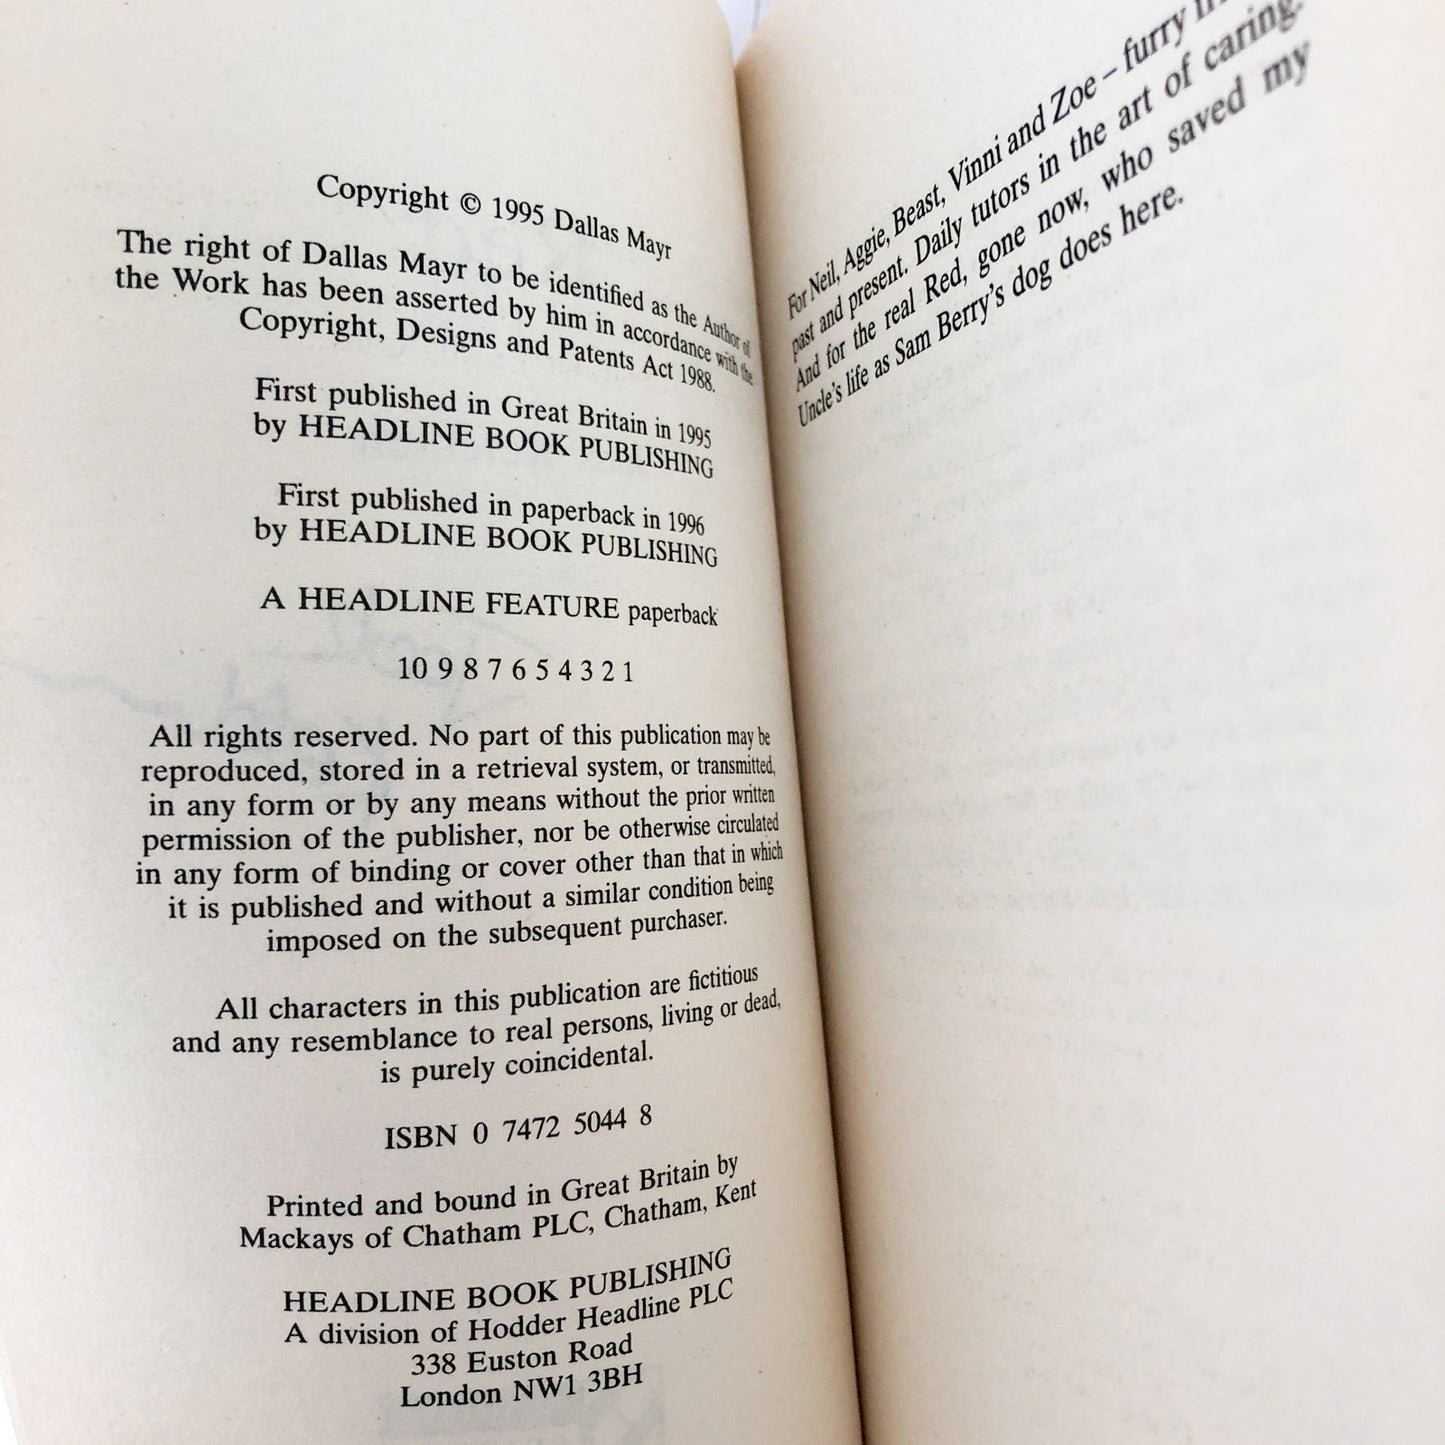 Copyright © 1995 Dallas Mayr
The right of Dallas Mayr to be identified as the Author of
the Work has been asserted by him in accordance with the
Copyright, Designs and Patents Act 1988.
First published in Great Britain in 1995
by HEADLINE BOOK PUBLISHING
First published in paperback in 1996
by HEADLINE BOOK PUBLISHING
A HEADLINE FEATURE paperback
10 9 8 7 6 5 4 3 2 1
All rights reserved. No part of this publication may be
reproduced, stored in a retrieval system, or transmitted,
in any form or by any means without the prior written
permission of the publisher, nor be otherwise circulated
in any form of binding or cover other than that in which
it is published and without a similar condition being
imposed on the subsequent purchaser.
All characters in this publication are fictitious
and any resemblance to real persons, living or dead,
is purely coincidental.
ISBN 0 7472 5044 8
Printed and bound in Great Britain by
Mackays of Chatham PLC, Chatham, Kent
HEADLINE BOOK PUBLISHING
A division of Hodder Headline PLC
338 Euston Road
London NW1 3BH
For Neil, Aggie, Beast, Vinni and Zoe – furry
past and present. Daily tutors in the art of caring.
And for the real Red, gone now, who saved my
Uncle's life as Sam Berry's dog does here.